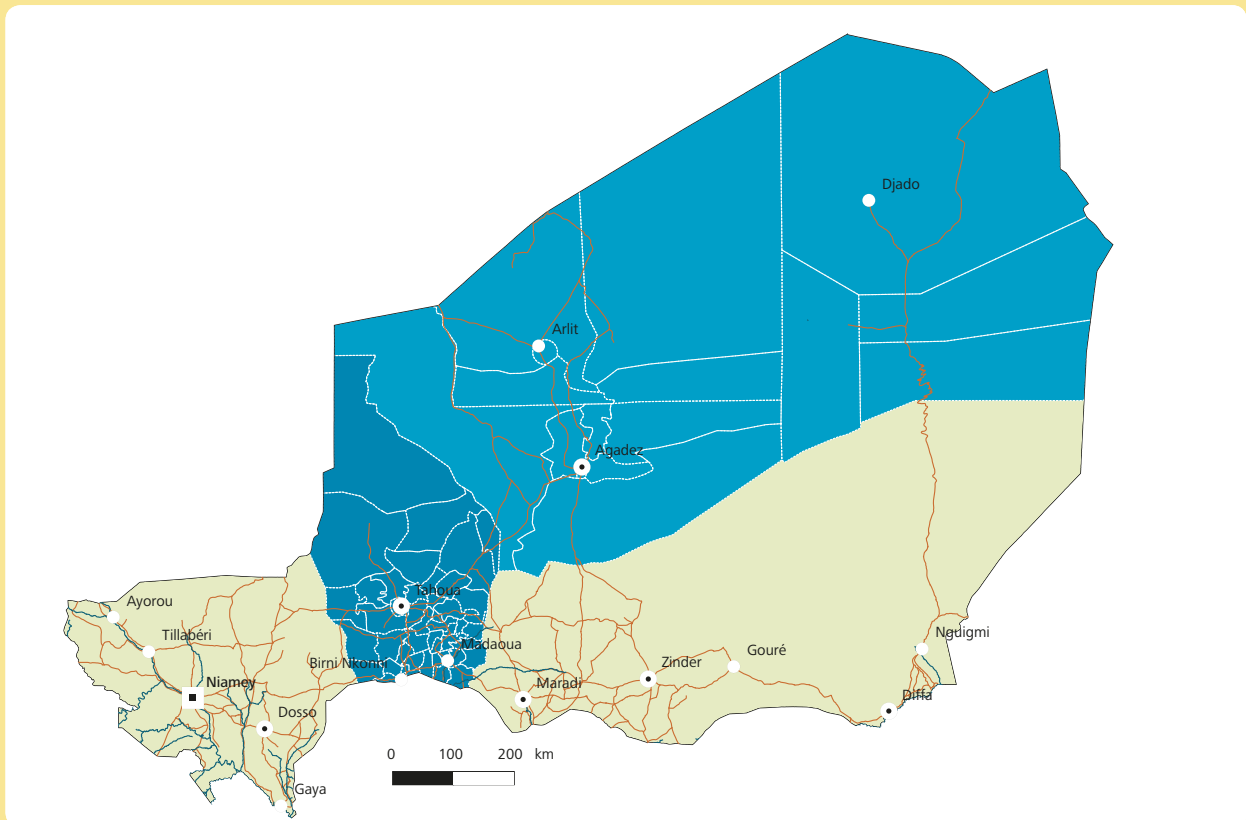 Djado
Arlit
Agadez
Tahoua
Ayorou
Tillabéri
Nguigmi
Madaoua
Gouré
Birni Nkonni
Zinder
Niamey
Maradi
Diffa
Dosso
0 100 200 km
Gaya